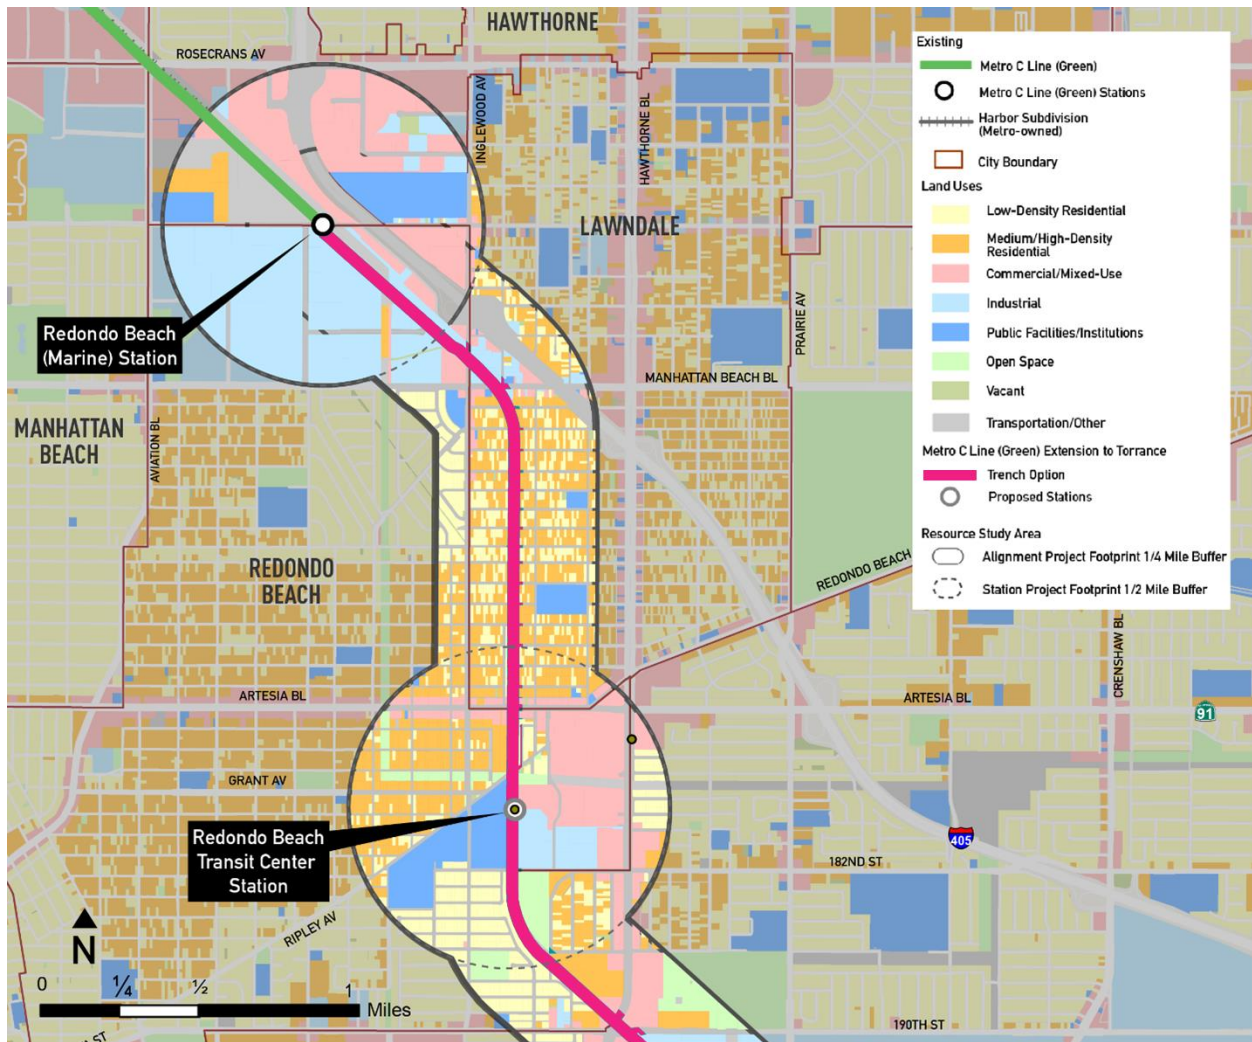 HAWTHORNE
ROSECRANS AV
INGLEWOOD AV
HAWTHORNE BL
LAWNDALE
PRAIRIE AV
Redondo Beach
(Marine) Station
MANHATTAN BEACH BL
MANHATTAN
BEACH
AVIATION BL
REDONDO
BEACH
REDONDO BEACH
CRENSHAW BL
ARTESIA BL
ARTESIA BL
91
GRANT AV
Redondo Beach
Transit Center
Station
405
182ND ST
RIPLEY AV
190TH ST
ST
N
0
¼
½
1
Miles
Existing
Metro C Line (Green)
Metro C Line (Green) Stations
Harbor Subdivision
(Metro-owned)
City Boundary
Land Uses
Low-Density Residential
Medium/High-Density
Residential
Commercial/Mixed-Use
Industrial
Public Facilities/Institutions
Open Space
Vacant
Transportation/Other
Metro C Line (Green) Extension to Torrance
Trench Option
Proposed Stations
Resource Study Area
Alignment Project Footprint 1/4 Mile Buffer
Station Project Footprint 1/2 Mile Buffer